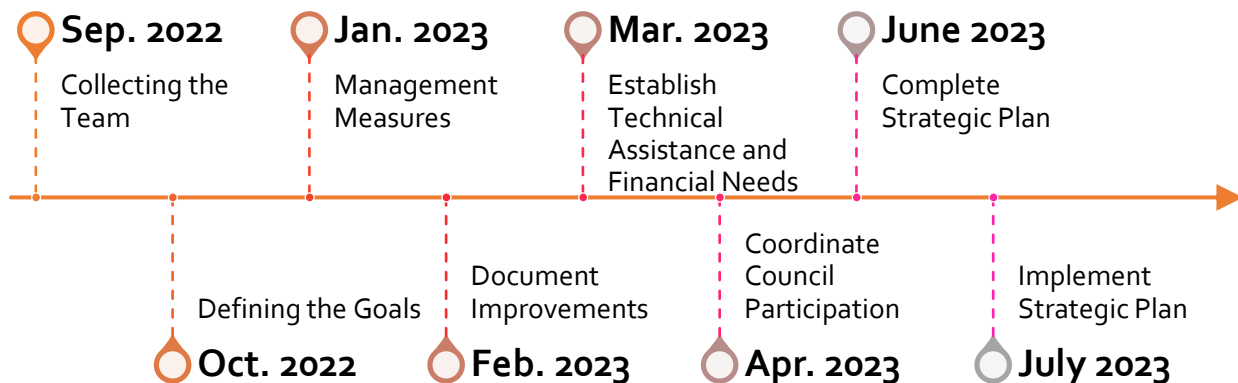 Sep. 2022
Collecting the
Team
Jan. 2023
Management
Measures
Mar. 2023
Establish
Technical
Assistance and
Financial Needs
June 2023
Complete
Strategic Plan
Defining the Goals
Oct. 2022
Document
Improvements
Feb. 2023
Coordinate
Council
Participation
Apr. 2023
Implement
Strategic Plan
July 2023